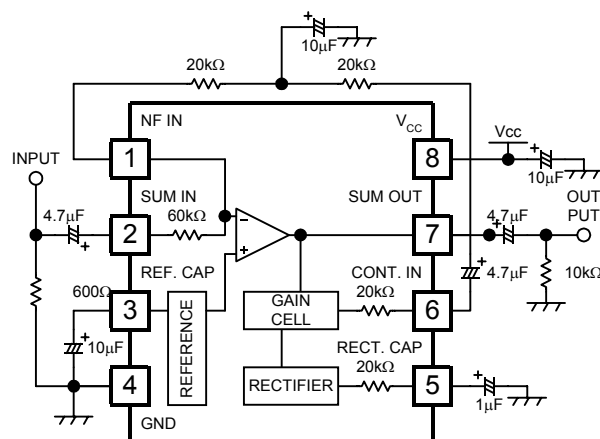 10μF
20kΩ
20kΩ
NF IN
VCC
Vcc
INPUT
1
8
10μF
SUM IN
SUM OUT
OUT
PUT
4.7μF
60kΩ
4.7μF
2
7
REF. CAP
CONT. IN
4.7μF
10kΩ
600Ω
20kΩ
3
GAIN
CELL
6
REFERENCE
10μF
RECT. CAP
20kΩ
4
RECTIFIER
5
1μF
GND